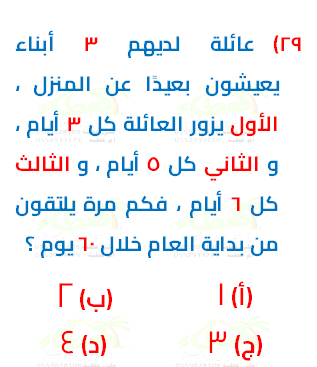 ٢٩) عائلة لديهم ٣ أبناء
يعيشون بعيدًا عن المنزل ،
الأول يزور العائلة كل ٣ أيام ،
و الثاني كل ٥ أيام ، و الثالث
كل ٦ أيام ، فكم مرة يلتقون
من بداية العام خلال ٦٠ يوم ؟
(أ) ١ (ب) ٢
(ج) ٣ (د) ٤